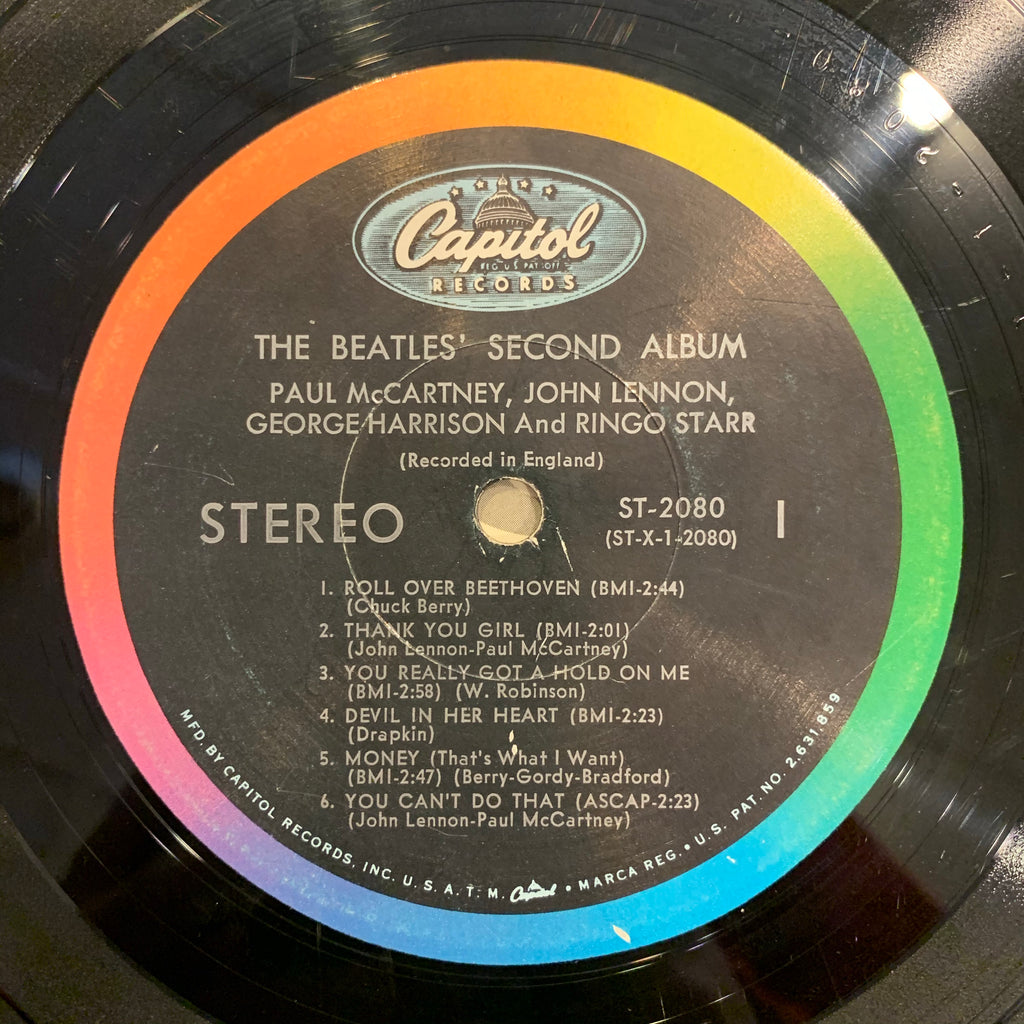 Capitol
REG. U.S. PAT. OFF.
RECORDS
THE BEATLES' SECOND ALBUM
PAUL McCARTNEY, JOHN LENNON,
GEORGE HARRISON And RINGO STARR
(Recorded in England)
STEREO
ST-2080
(ST-X-1-2080)
1
1. ROLL OVER BEETHOVEN (BMI-2:44)
(Chuck Berry)
2. THANK YOU GIRL (BMI-2:01)
(John Lennon-Paul McCartney)
3. YOU REALLY GOT A HOLD ON ME
(BMI-2:58) (W. Robinson)
4. DEVIL IN HER HEART (BMI-2:23)
(Drapkin)
5. MONEY (That's What I Want)
(BMI-2:47) (Berry-Gordy-Bradford)
6. YOU CAN'T DO THAT (ASCAP-2:23)
(John Lennon-Paul McCartney)
MFD. BY CAPITOL RECORDS, INC. U. S. A. T. M. Capitol • MARCA REG. • U. S. PAT. NO. 2,631,859